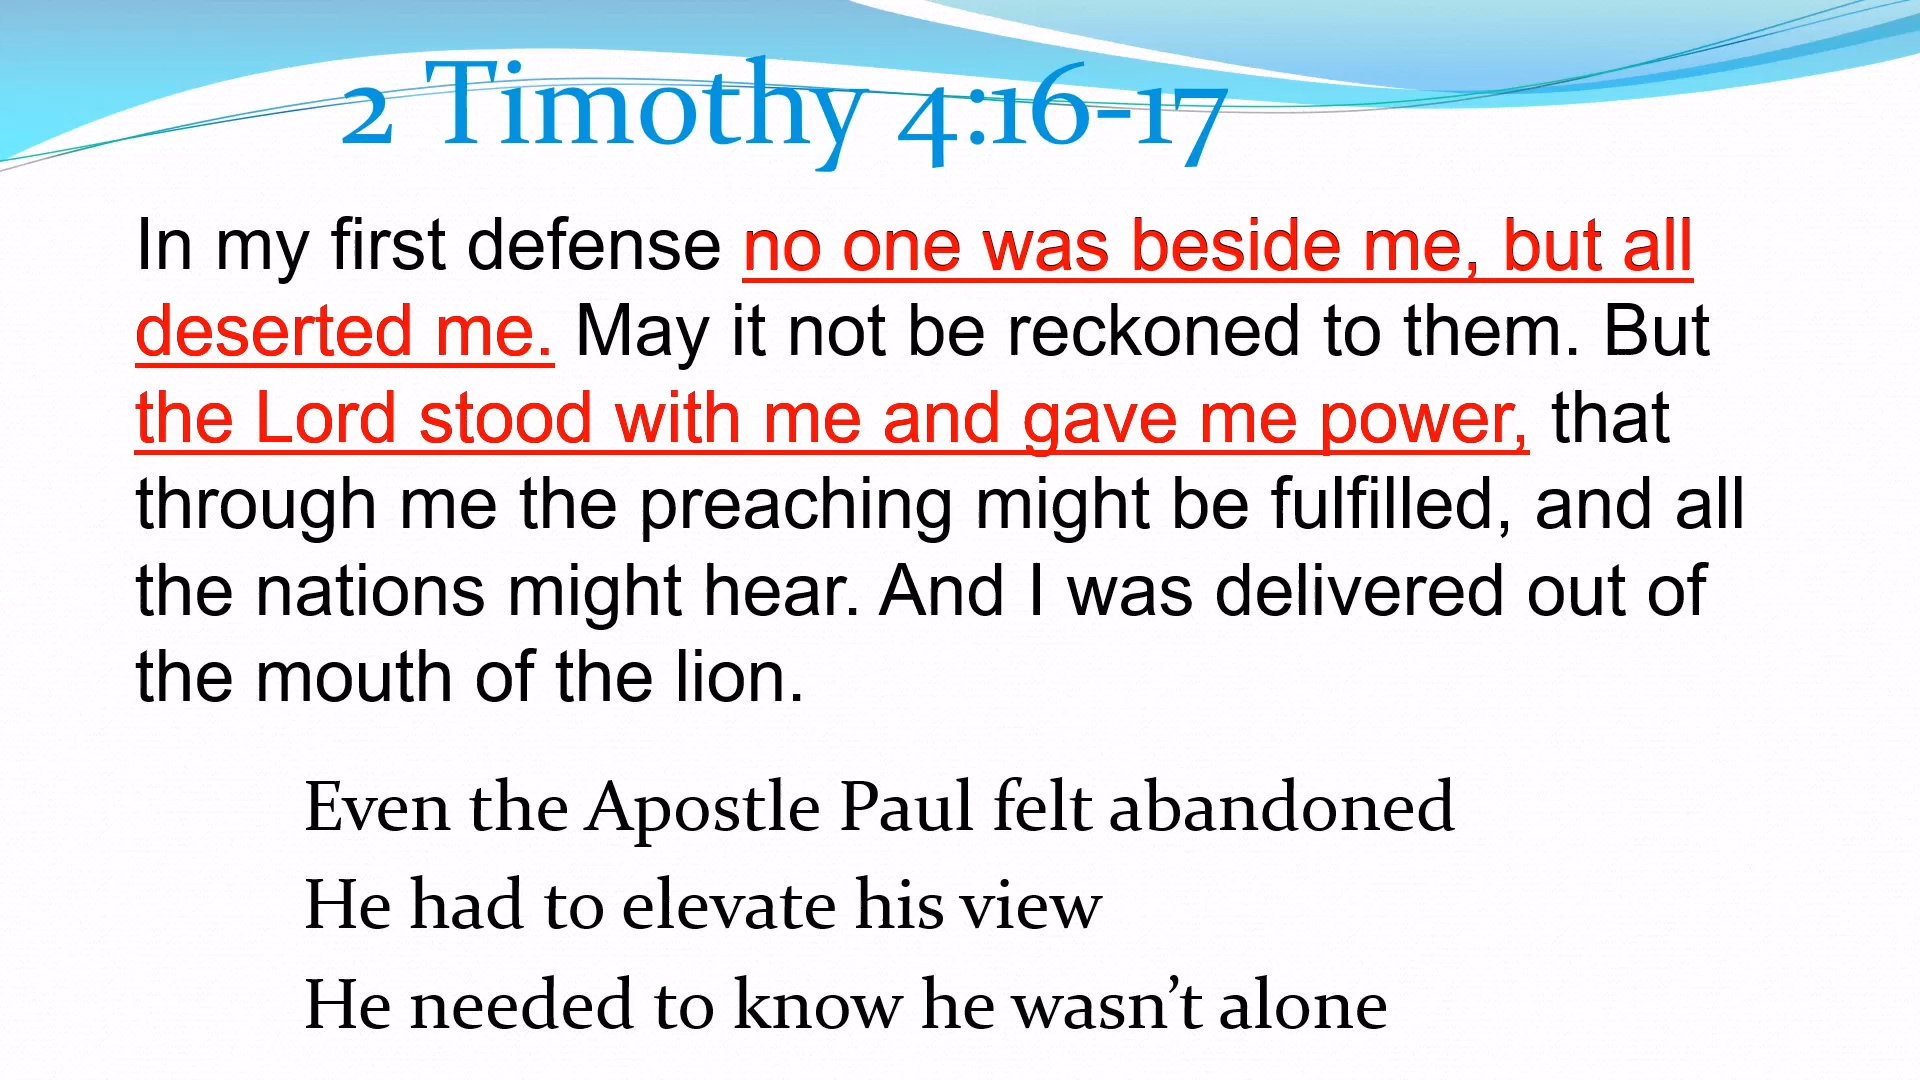 2 Timothy 4:16-17
In my first defense no one was beside me, but all
deserted me. May it not be reckoned to them. But
the Lord stood with me and gave me power, that
through me the preaching might be fulfilled, and all
the nations might hear. And I was delivered out of
the mouth of the lion.
Even the Apostle Paul felt abandoned
He had to elevate his view
He needed to know he wasn’t alone